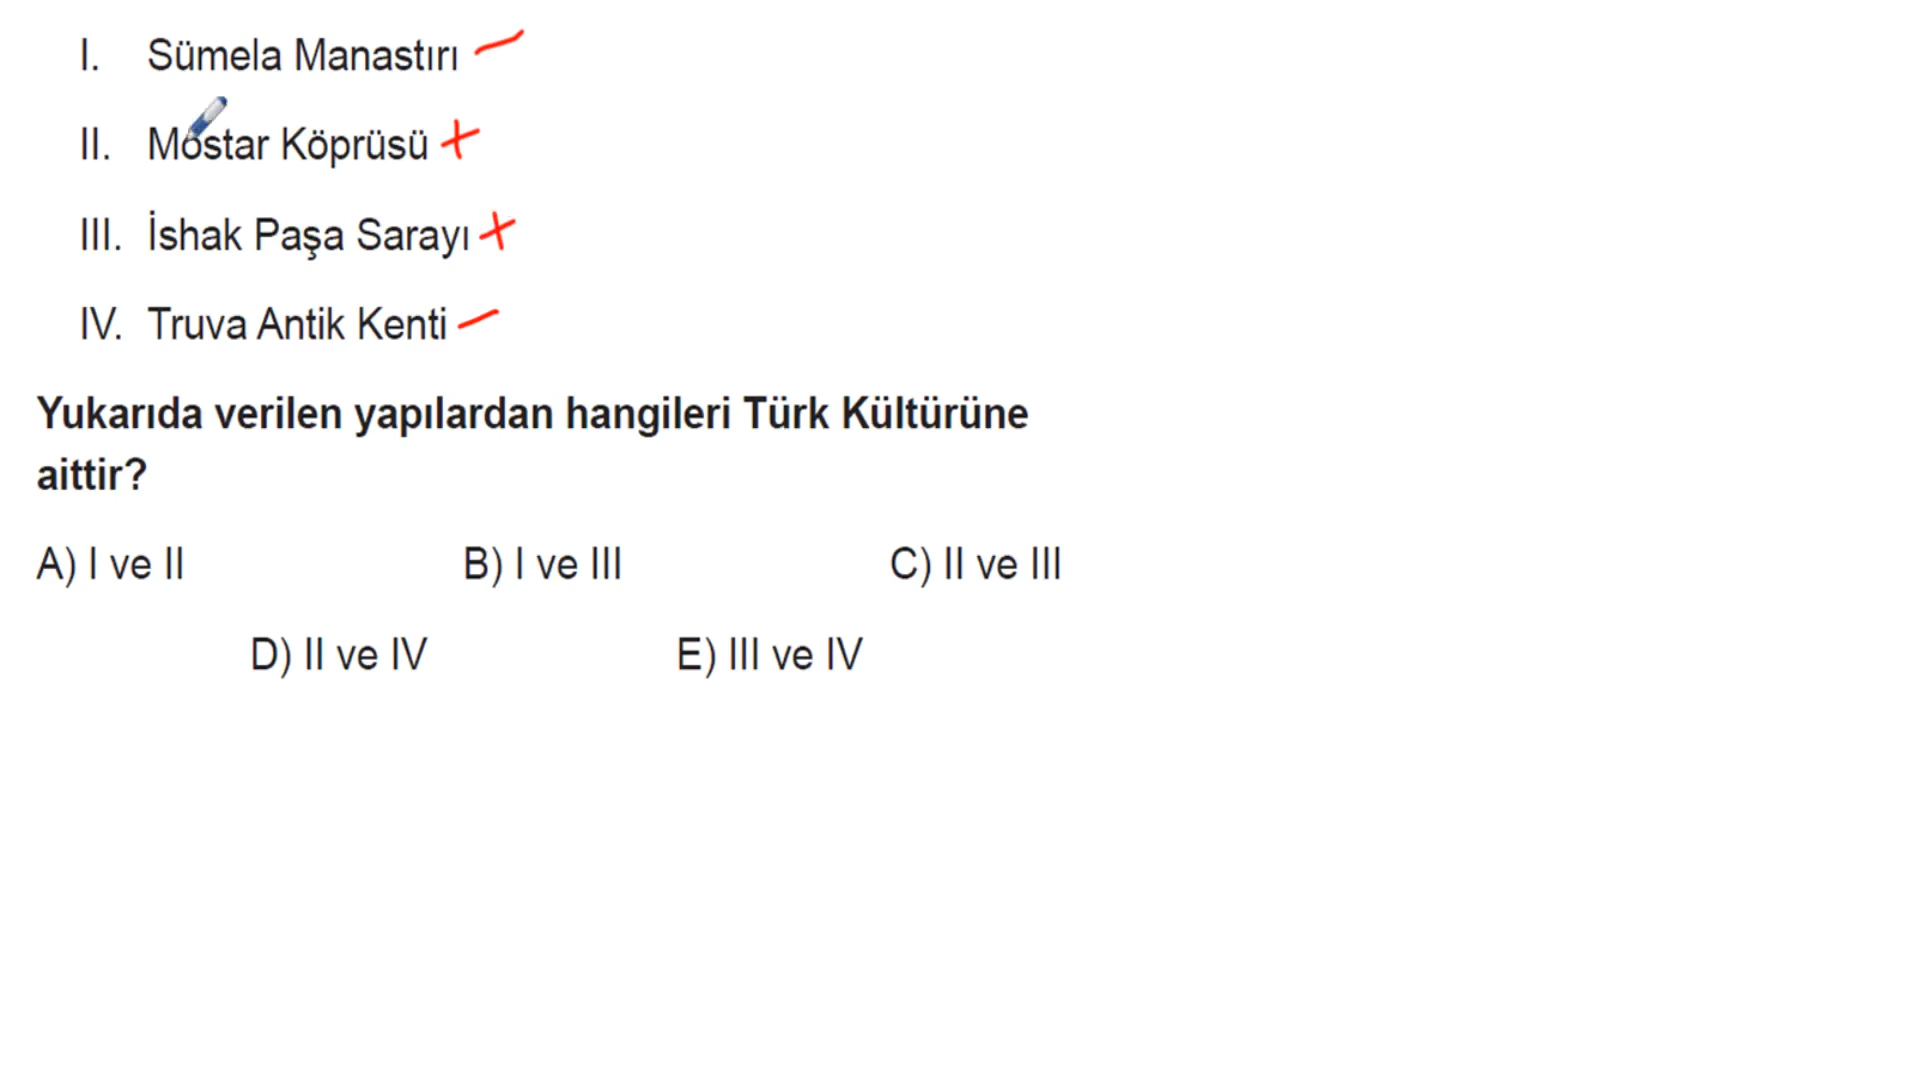 I. Sümela Manastırı
II. Mostar Köprüsü
III. İshak Paşa Sarayı
IV. Truva Antik Kenti
Yukarıda verilen yapılardan hangileri Türk Kültürüne
aittir?
A) I ve II B) I ve III C) II ve III
D) II ve IV E) III ve IV